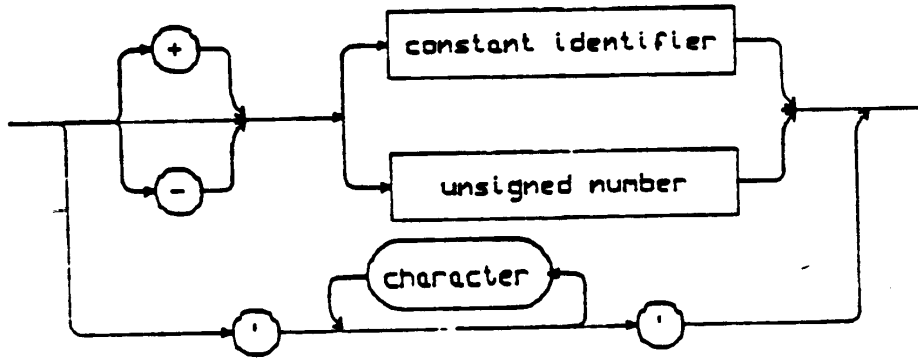 +
constant identifier
-
unsigned number
character
' '